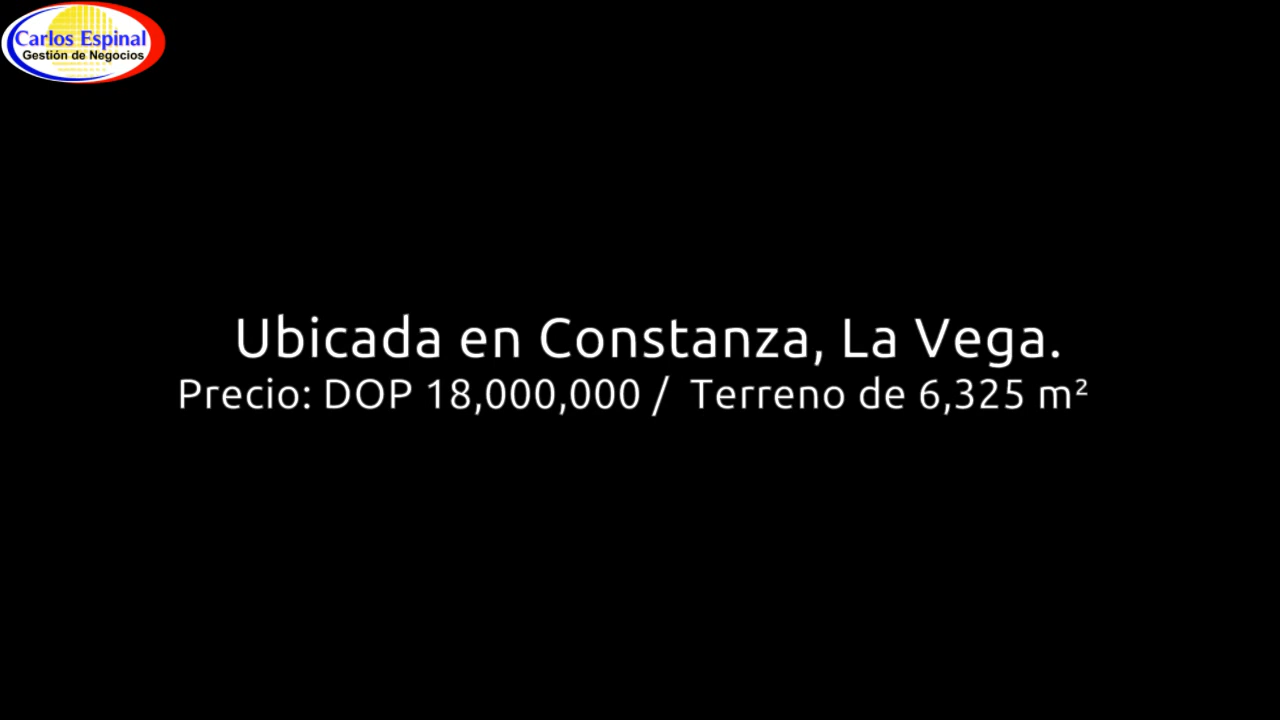 Carlos Espinal
Gestión de Negocios
Ubicada en Constanza, La Vega.
Precio: DOP 18,000,000 / Terreno de 6,325 m²